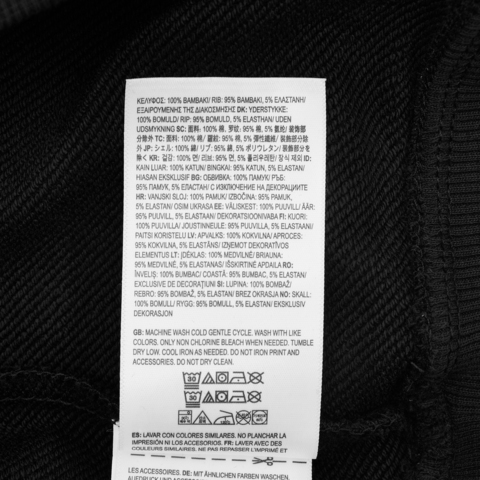 ΚΕΛΥΦΟΣ: 100% ΒΑΜΒΑΚΙ/ RIB: 95% ΒΑΜΒΑΚΙ, 5% ΕΛΑΣΤΑΝΗ/
ΕΞΑΙΡΟΥΜΕΝΗΣ ΤΗΣ ΔΙΑΚΟΣΜΗΣΗΣ DK: YDERSTYKKE:
100% BOMULD/ RIP: 95% BOMULD, 5% ELASTHAN/ UDEN
UDSMYKNING SC: 面料: 100% 棉, 罗纹: 95% 棉, 5% 氨纶/ 装饰部
分除外 TC: 面料: 100% 棉/ 羅紋: 95% 棉, 5% 彈性纖維/ 裝飾部分除
外 JP: シェル: 100% 綿/ リブ: 95% 綿, 5% ポリウレタン/ 装飾部分を
除く KR: 겉감: 100% 면/ 리브: 95% 면, 5% 폴리우레탄/ 장식 제외 ID:
KAIN LUAR: 100% KATUN/ BINGKAI: 95% KATUN, 5% ELASTAN/
HIASAN EKSKLUSIF BG: ОБВИВКА: 100% ПАМУК/ РЪБ:
95% ПАМУК, 5% ЕЛАСТАН/ С ИЗКЛЮЧЕНИЕ НА ДЕКОРАЦИИТЕ
HR: VANJSKI SLOJ: 100% PAMUK/ IZBOČINA: 95% PAMUK,
5% ELASTAN/ OSIM UKRASA EE: VÄLISKEST: 100% PUUVILL/ ÄÄR:
95% PUUVILL, 5% ELASTAAN/ DEKORATSIOONIVABA FI: KUORI:
100% PUUVILLA/ JOUSTINNEULE: 95% PUUVILLA, 5% ELASTAANI/
PAITSI KORISTELU LV: APVALKS: 100% KOKVILNA/ APROCES:
95% KOKVILNA, 5% ELASTĀNS/ IZŅEMOT DEKORATĪVOS
ELEMENTUS LT: ĮDĖKLAS: 100% MEDVILNĖ/ BRIAUNA:
95% MEDVILNĖ, 5% ELASTANAS/ IŠSKIRTINĖ APDAILA RO:
ÎNVELIȘ: 100% BUMBAC/ COASTĂ: 95% BUMBAC, 5% ELASTAN/
EXCLUSIVE DE DECORAȚIUNI SI: LUPINA: 100% BOMBAŽ/
REBRO: 95% BOMBAŽ, 5% ELASTAN/ BREZ OKRASJA NO: SKALL:
100% BOMULL/ RYGG: 95% BOMULL, 5% ELASTAN/ EKSKLUSIV
DEKORASJON
GB: MACHINE WASH COLD GENTLE CYCLE. WASH WITH LIKE
COLORS. ONLY NON CHLORINE BLEACH WHEN NEEDED. TUMBLE
DRY LOW. COOL IRON AS NEEDED. DO NOT IRON PRINT AND
ACCESSORIES. DO NOT DRY CLEAN.
30
30
ES: LAVAR CON COLORES SIMILARES. NO PLANCHAR LA
IMPRESIÓN NI LOS ACCESORIOS. FR: LAVER AVEC DES
COULEURS SIMILAIRES. NE PAS REPASSER L'IMPRIMÉ ET
LES ACCESSOIRES. DE: MIT ÄHNLICHEN FARBEN WASCHEN.
AUFDRUCK UND ACCESSOIRES NICHT BÜGELN.